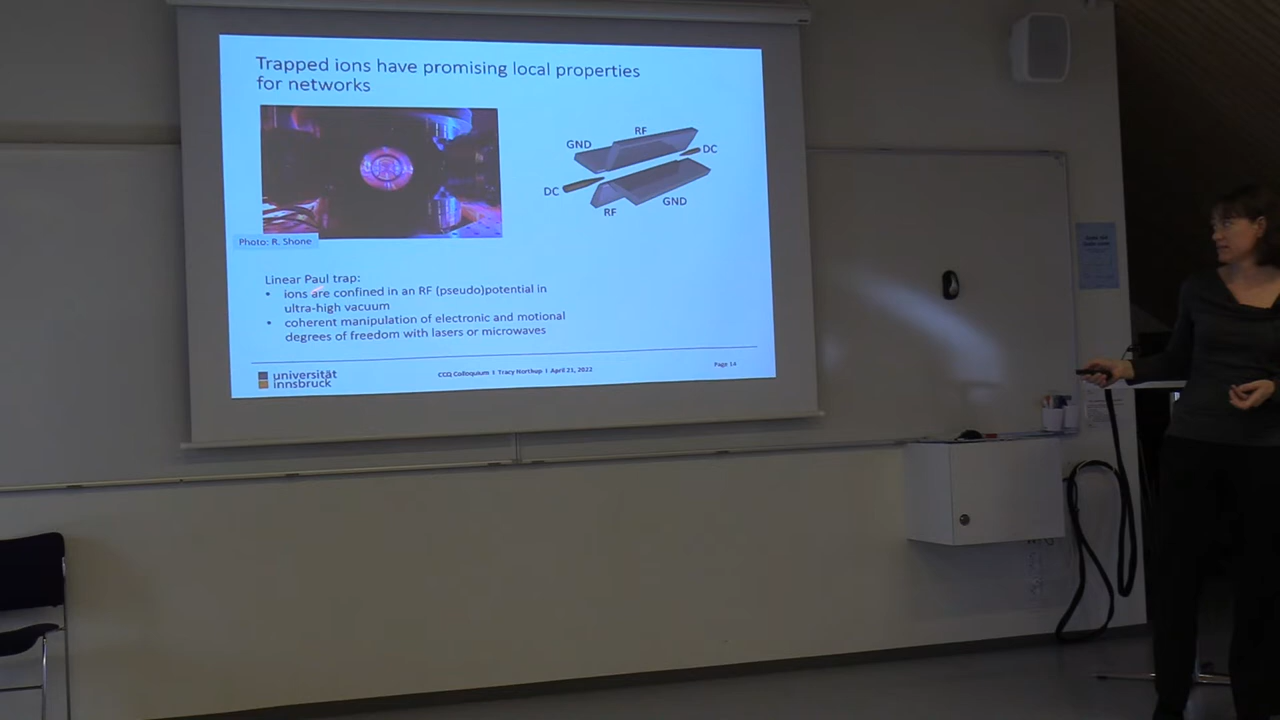 Trapped ions have promising local properties
for networks
RF
GND
DC
DC
RF
GND
Photo: R. Shone
Linear Paul trap:
• ions are confined in an RF (pseudo)potential in
ultra-high vacuum
• coherent manipulation of electronic and motional
degrees of freedom with lasers or microwaves
universität
innsbruck
CCQ Colloquium I Tracy Northup I April 21, 2022
Page 14